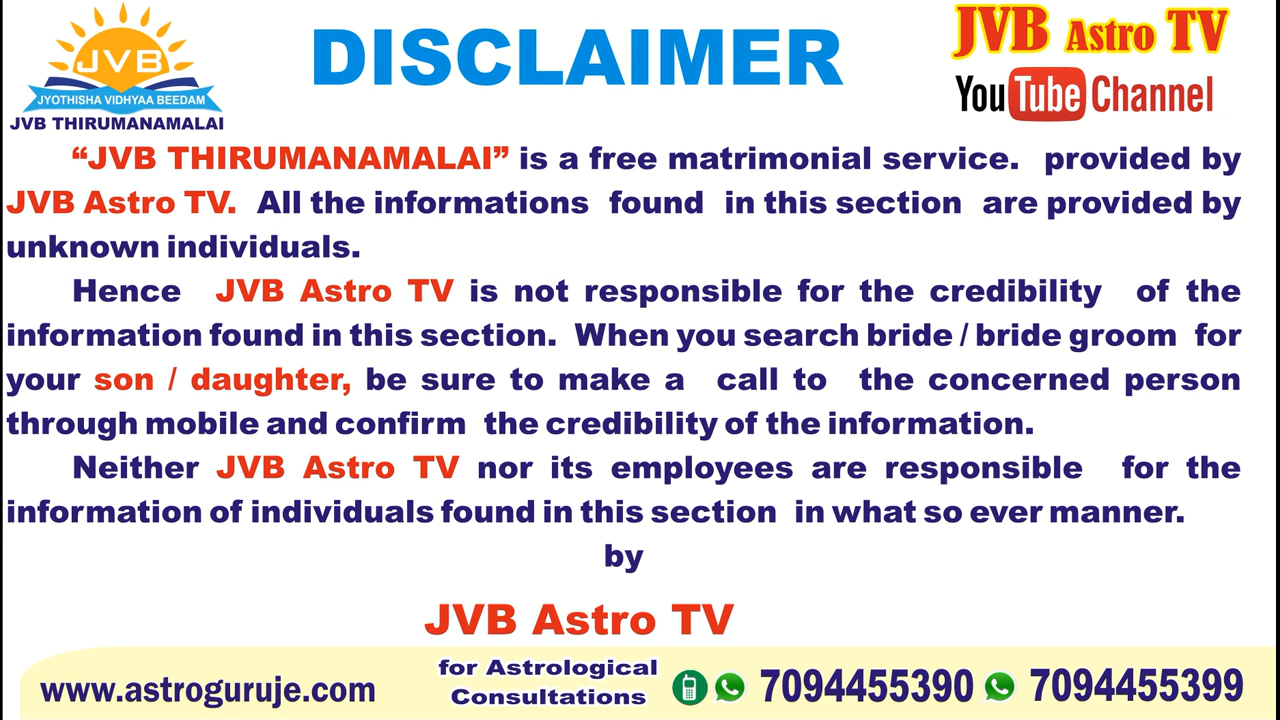 JVB
JYOTHISHA VIDHYAA BEEDAM
JVB THIRUMANAMALAI
DISCLAIMER
JVB Astro TV
YouTube Channel
“JVB THIRUMANAMALAI” is a free matrimonial service. provided by
JVB Astro TV. All the informations found in this section are provided by
unknown individuals.
Hence JVB Astro TV is not responsible for the credibility of the
information found in this section. When you search bride / bride groom for
your son / daughter, be sure to make a call to the concerned person
through mobile and confirm the credibility of the information.
Neither JVB Astro TV nor its employees are responsible for the
information of individuals found in this section in what so ever manner.
by
JVB Astro TV
www.astroguruje.com
for Astrological
Consultations
7094455390
7094455399